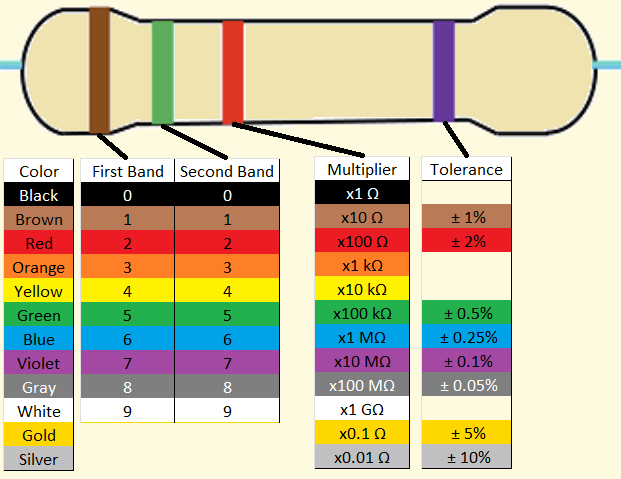 Color First Band Second Band Multiplier Tolerance
Black 0 0 x1 Ω
Brown 1 1 x10 Ω ± 1%
Red 2 2 x100 Ω ± 2%
Orange 3 3 x1 kΩ
Yellow 4 4 x10 kΩ
Green 5 5 x100 kΩ ± 0.5%
Blue 6 6 x1 MΩ ± 0.25%
Violet 7 7 x10 MΩ ± 0.1%
Gray 8 8 x100 MΩ ± 0.05%
White 9 9 x1 GΩ
Gold x0.1 Ω ± 5%
Silver x0.01 Ω ± 10%